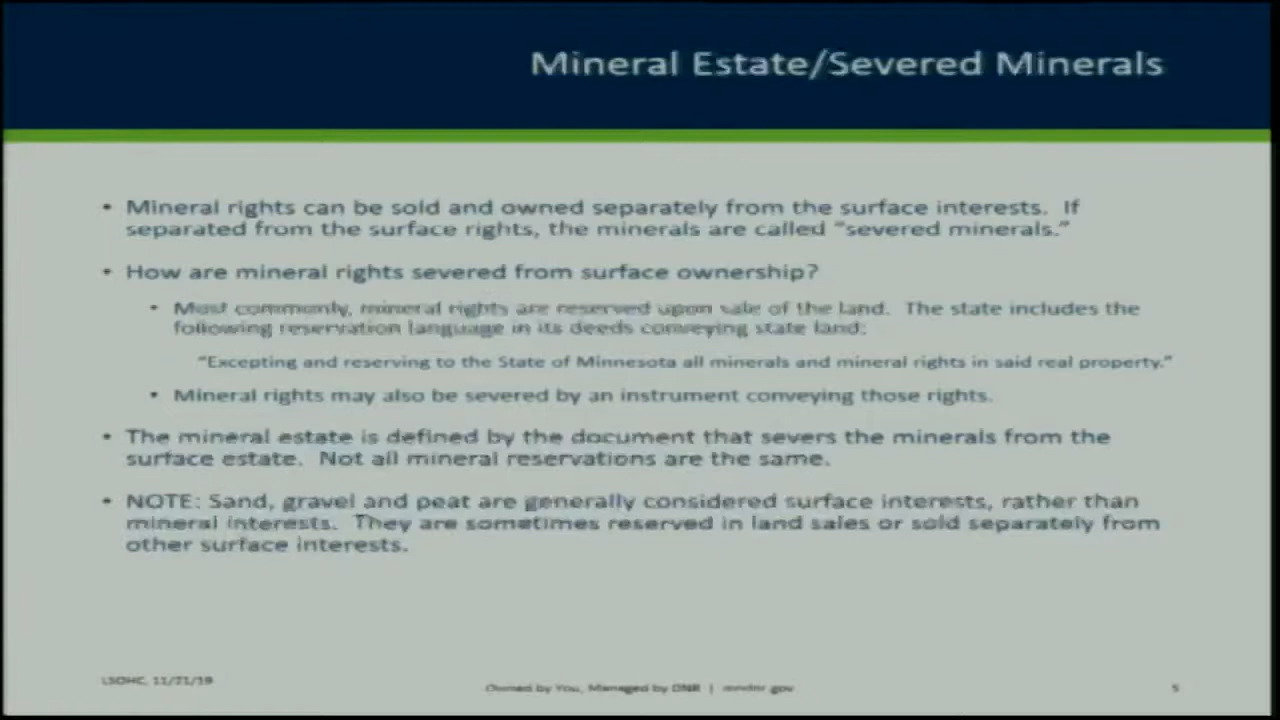 Mineral Estate/Severed Minerals
• Mineral rights can be sold and owned separately from the surface interests. If
separated from the surface rights, the minerals are called “severed minerals.”
• How are mineral rights severed from surface ownership?
• Most commonly, mineral rights are reserved upon sale of the land. The state includes the
following reservation language in its deeds conveying state land:
“Excepting and reserving to the State of Minnesota all minerals and mineral rights in said real property.”
• Mineral rights may also be severed by an instrument conveying those rights.
• The mineral estate is defined by the document that severs the minerals from the
surface estate. Not all mineral reservations are the same.
• NOTE: Sand, gravel and peat are generally considered surface interests, rather than
mineral interests. They are sometimes reserved in land sales or sold separately from
other surface interests.
LSOHC, 11/21/19
Owned by You, Managed by DNR | mndnr.gov
5